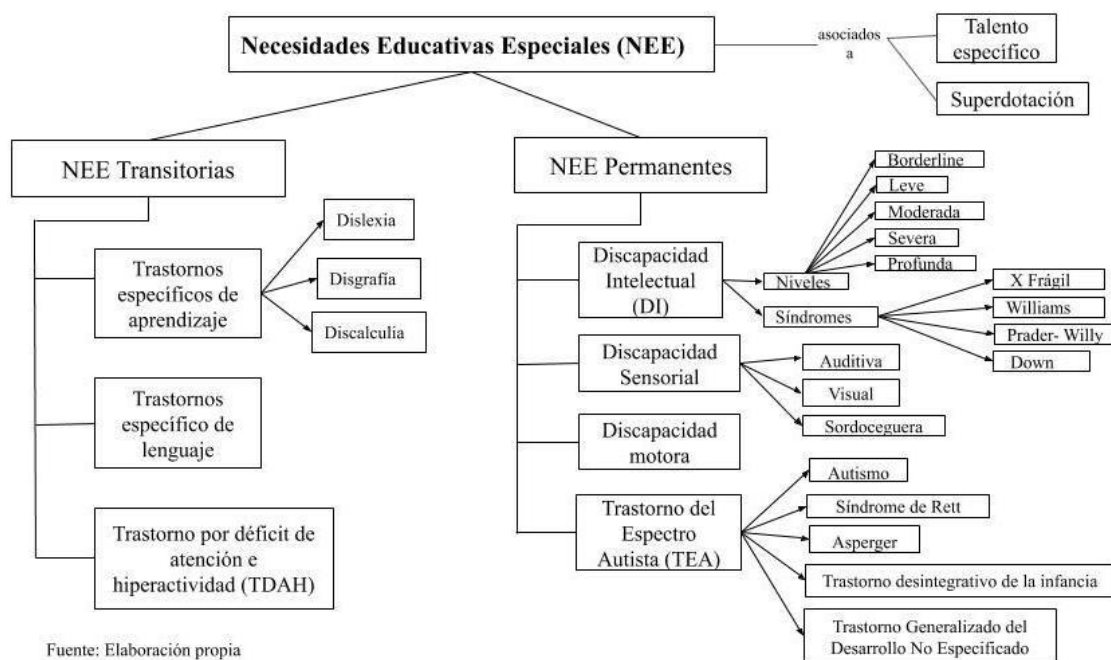 Necesidades Educativas Especiales (NEE)
asociados
a
Talento
específico
Superdotación
NEE Transitorias
Trastornos
específicos de
aprendizaje
Dislexia
Disgrafía
Discalculia
Trastornos
específico de
lenguaje
Trastorno por déficit de
atención e
hiperactividad (TDAH)
NEE Permanentes
Discapacidad
Intelectual
(DI)
Niveles
Borderline
Leve
Moderada
Severa
Profunda
Síndromes
X Frágil
Williams
Prader- Willy
Down
Discapacidad
Sensorial
Auditiva
Visual
Sordoceguera
Discapacidad
motora
Trastorno del
Espectro
Autista (TEA)
Autismo
Síndrome de Rett
Asperger
Trastorno desintegrativo de la infancia
Trastorno Generalizado del
Desarrollo No Especificado
Fuente: Elaboración propia